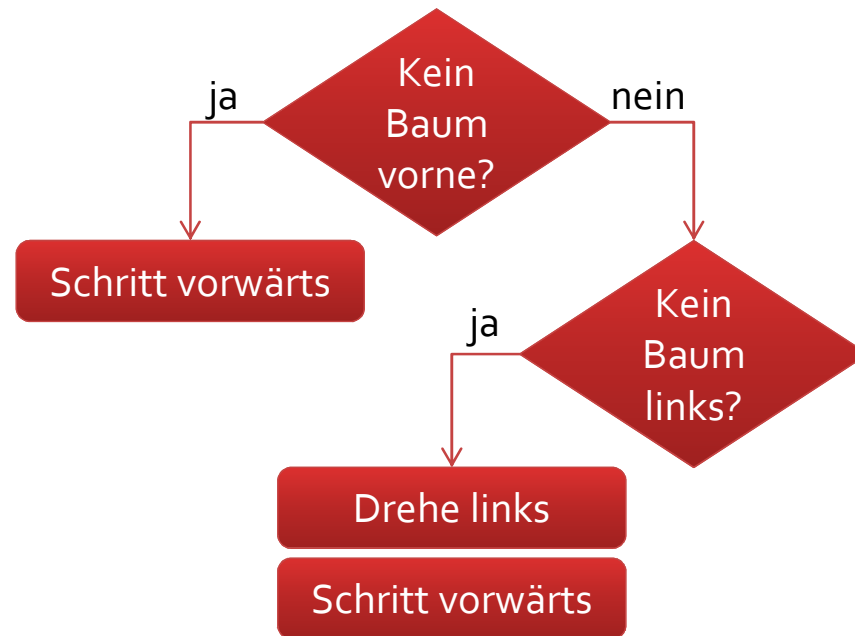 Kein
Baum
vorne?
ja
nein
Schritt vorwärts
Kein
Baum
links?
ja
Drehe links
Schritt vorwärts